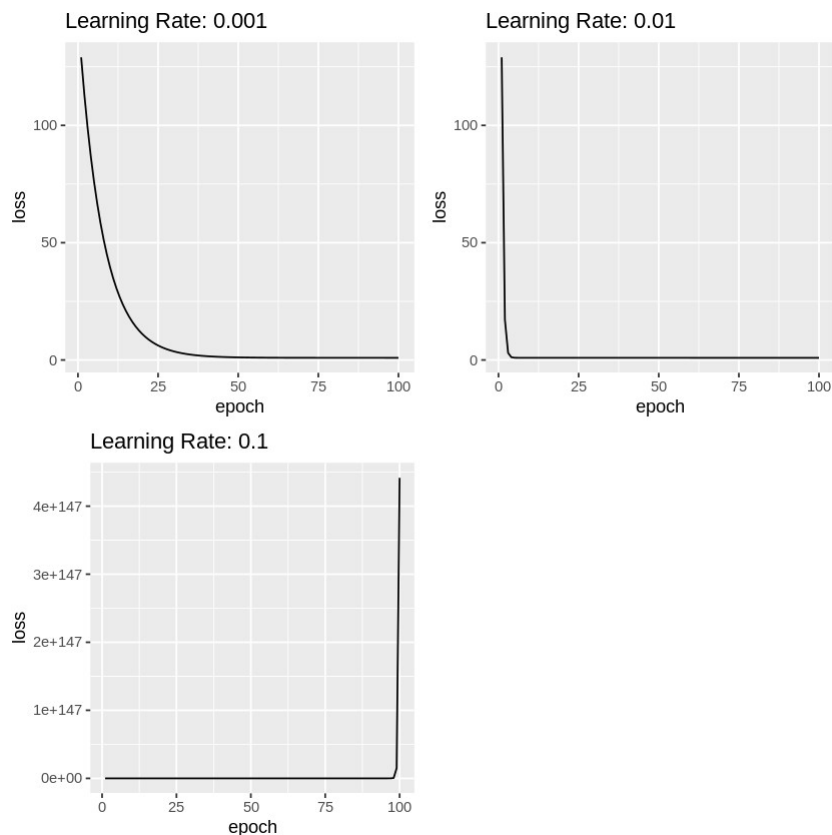 Learning Rate: 0.001
100
50
0
loss
0 25 50 75 100
epoch
Learning Rate: 0.01
100
50
0
loss
0 25 50 75 100
epoch
Learning Rate: 0.1
4e+147
3e+147
2e+147
1e+147
0e+00
loss
0 25 50 75 100
epoch